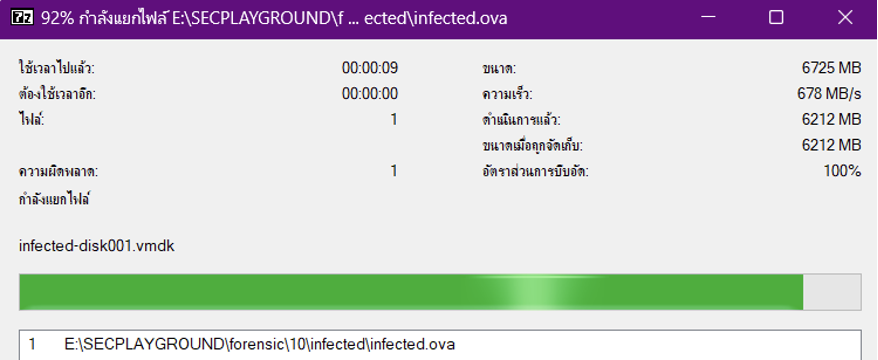 92% กำลังแยกไฟล์ E:\SECPLAYGROUND\f ... ected\infected.ova
ใช้เวลาไปแล้ว: 00:00:09 ขนาด: 6725 MB
ต้องใช้เวลาอีก: 00:00:00 ความเร็ว: 678 MB/s
ไฟล์: 1 ดำเนินการแล้ว: 6212 MB
ขนาดเมื่อถูกจัดเก็บ: 6212 MB
ความผิดพลาด: 1 อัตราส่วนการบีบอัด: 100%
กำลังแยกไฟล์
infected-disk001.vmdk
1 E:\SECPLAYGROUND\forensic\10\infected\infected.ova